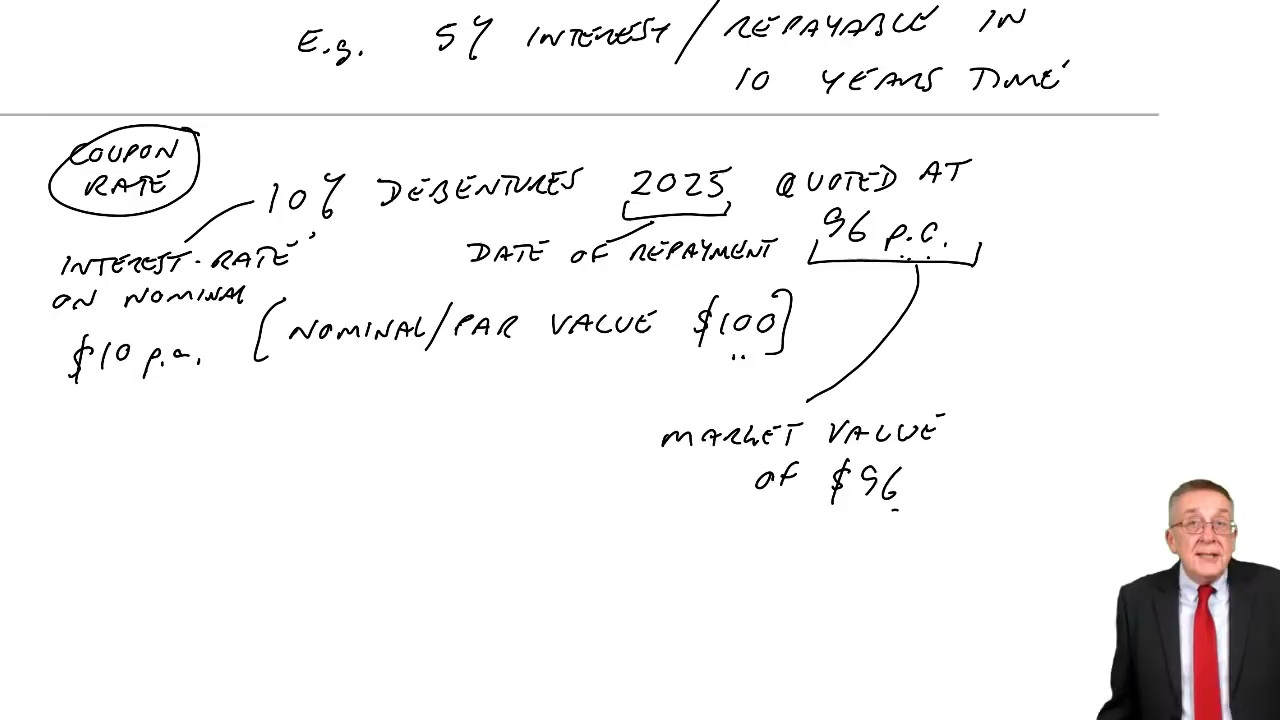 E.g. 5% INTEREST / REPAYABLE IN
10 YEARS TIME
COUPON
RATE
10% DEBENTURES 2025 QUOTED AT
96 p.c.
INTEREST RATE
ON NOMINAL
DATE OF REPAYMENT
$10 p.a. [NOMINAL/PAR VALUE $100]
MARKET VALUE
OF $96